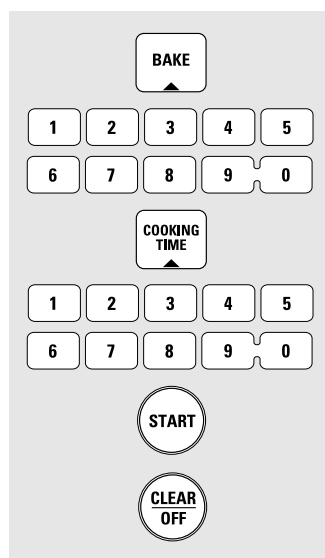 BAKE
1 2 3 4 5
6 7 8 9 0
COOKING
TIME
1 2 3 4 5
6 7 8 9 0
START
CLEAR
OFF